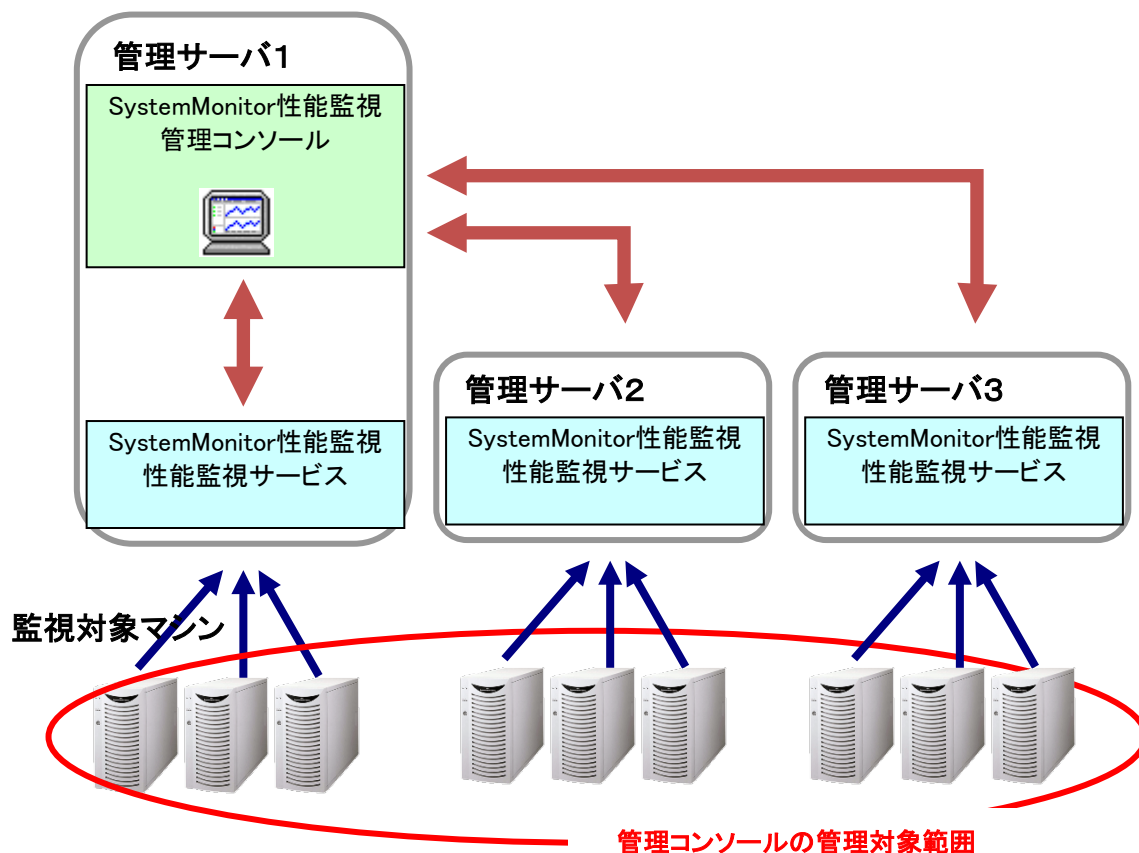 管理サーバ1
SystemMonitor性能監視
管理コンソール
SystemMonitor性能監視
性能監視サービス
管理サーバ2
SystemMonitor性能監視
性能監視サービス
管理サーバ3
SystemMonitor性能監視
性能監視サービス
監視対象マシン
管理コンソールの管理対象範囲